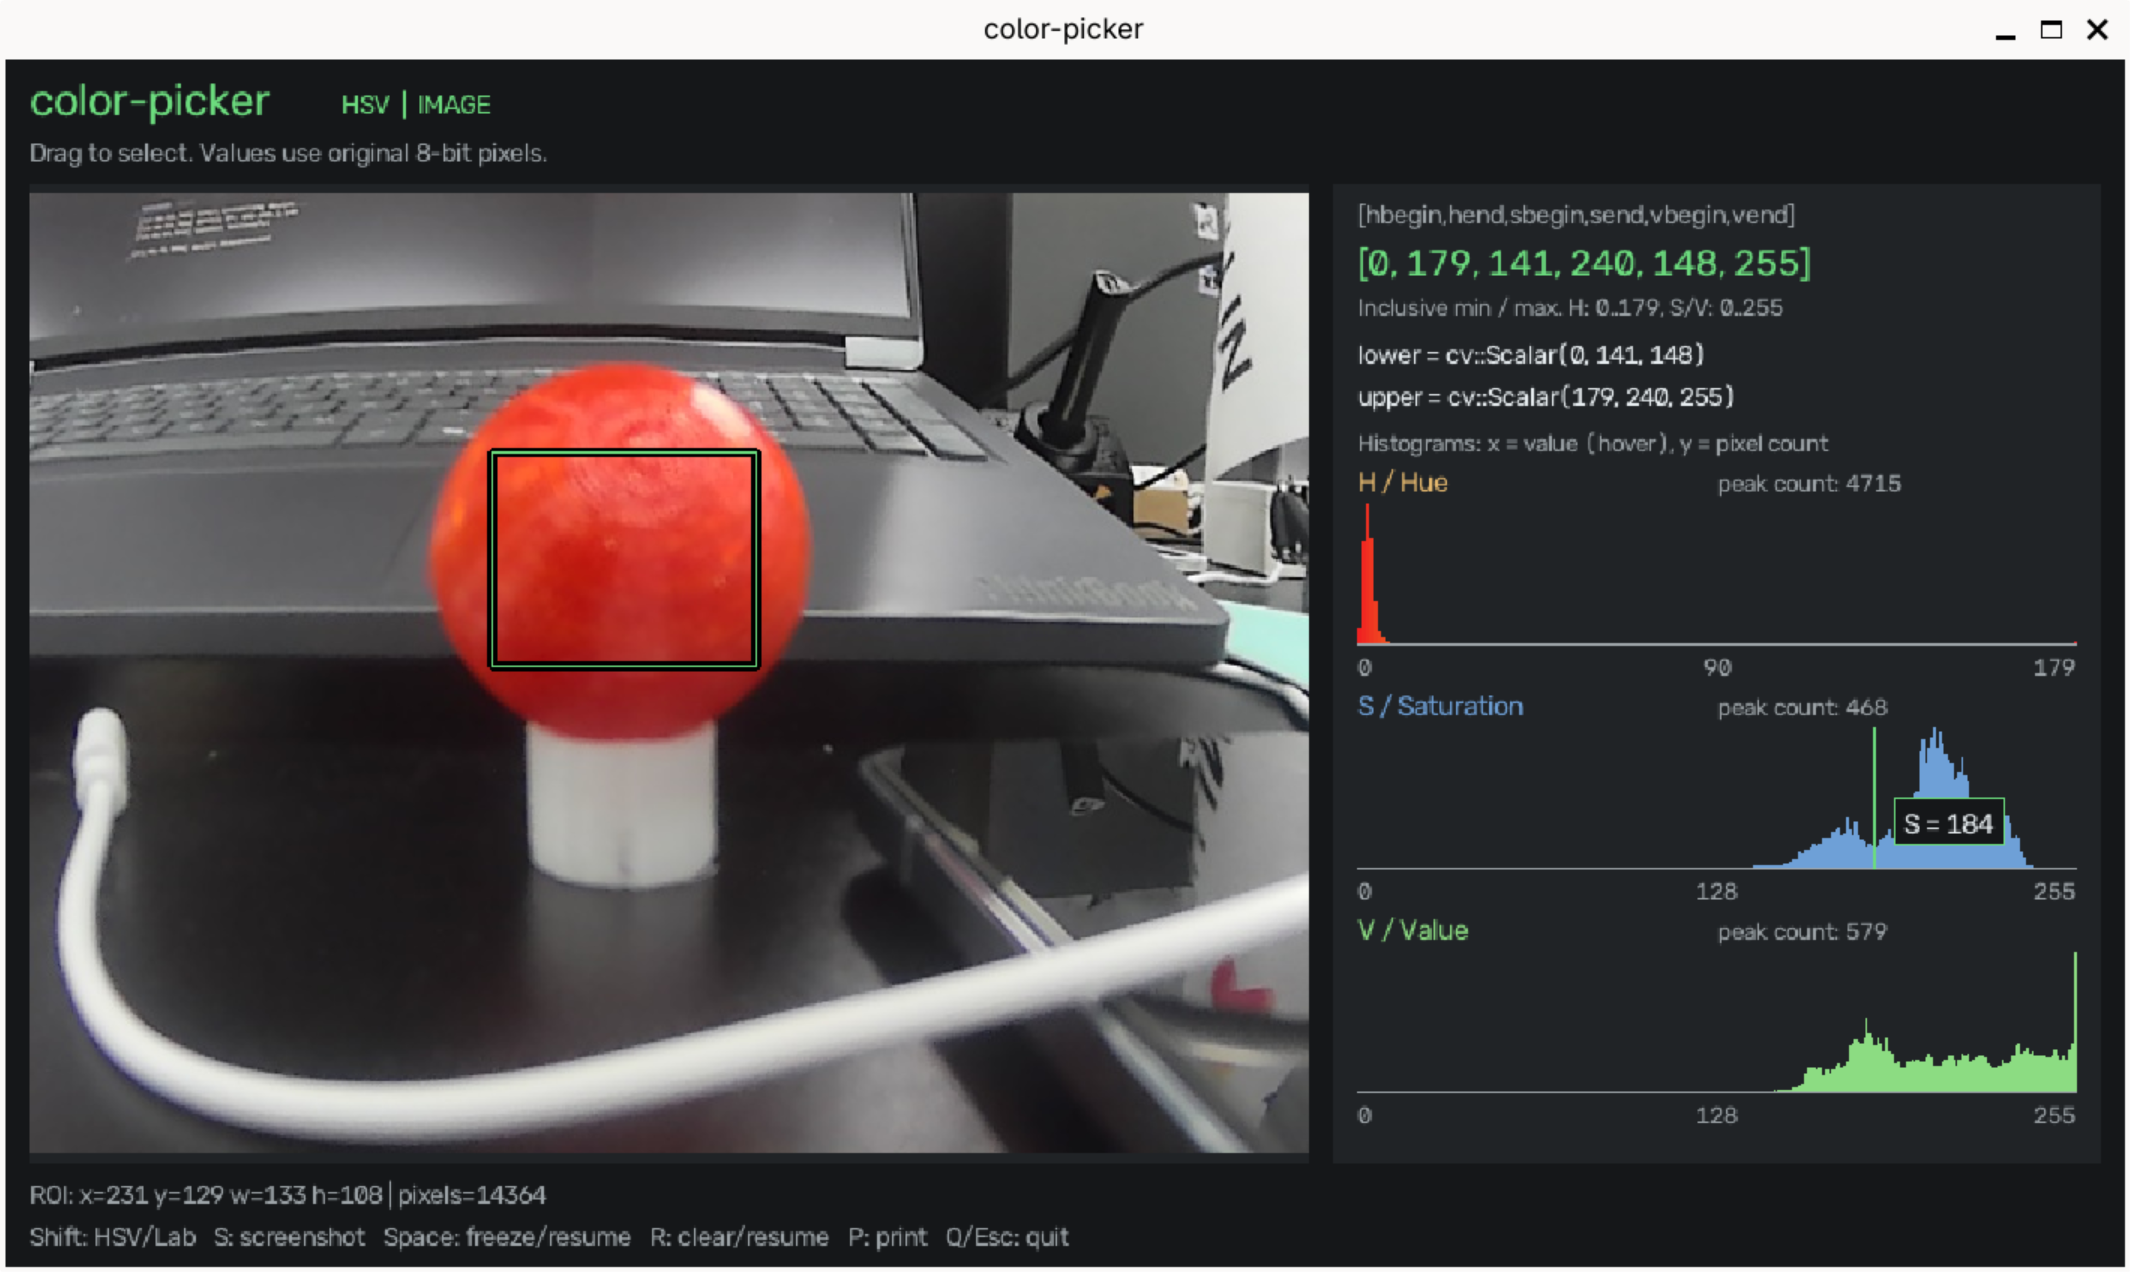 color-picker
color-picker HSV | IMAGE
Drag to select. Values use original 8-bit pixels.
[hbegin,hend,sbegin,send,vbegin,vend]
[0, 179, 141, 240, 148, 255]
Inclusive min / max. H: 0..179, S/V: 0..255
lower = cv::Scalar(0, 141, 148)
upper = cv::Scalar(179, 240, 255)
Histograms: x = value (hover), y = pixel count
H / Hue peak count: 4715
0 90 179
S / Saturation peak count: 468
S = 184
0 128 255
V / Value peak count: 579
0 128 255
ThinkBook
ROI: x=231 y=129 w=133 h=108 | pixels=14364
Shift: HSV/Lab S: screenshot Space: freeze/resume R: clear/resume P: print Q/Esc: quit